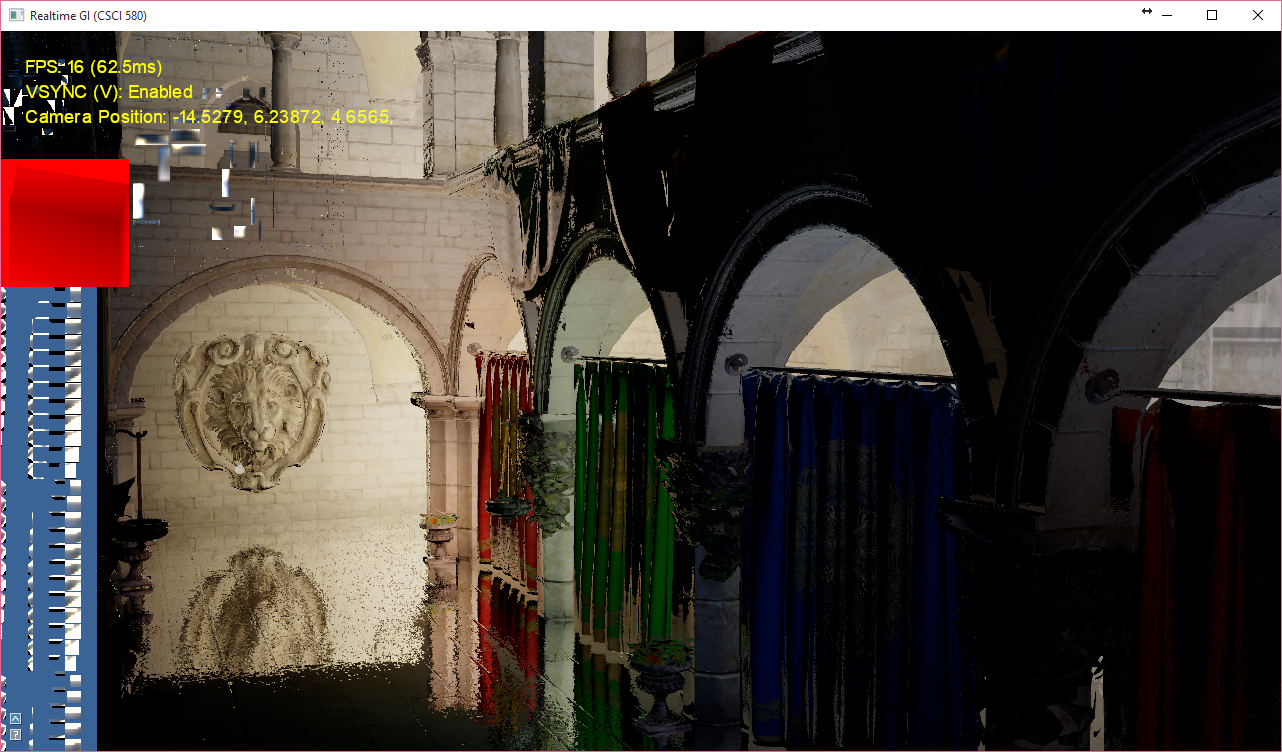 Realtime GI (CSCI 580)
FPS: 16 (62.5ms)
VSYNC (V): Enabled
Camera Position: -14.5279, 6.23872, 4.6565,
?